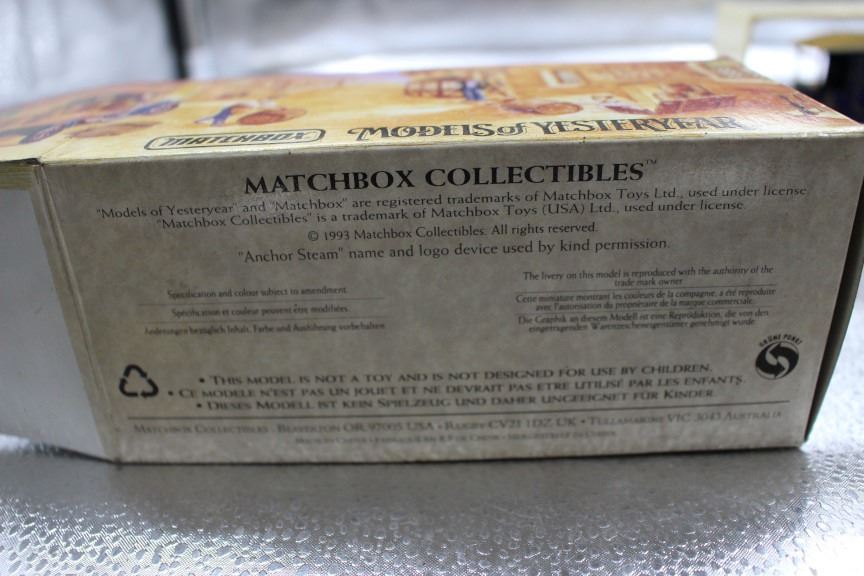 MATCHBOX
MODELS of YESTERYEAR
MATCHBOX COLLECTIBLES™
"Models of Yesteryear" and "Matchbox" are registered trademarks of Matchbox Toys Ltd., used under license.
"Matchbox Collectibles" is a trademark of Matchbox Toys (USA) Ltd., used under license.
© 1993 Matchbox Collectibles. All rights reserved.
"Anchor Steam" name and logo device used by kind permission.
Specification and colour subject to amendment.
Spécification et couleur peuvent être modifiées.
Änderungen bezüglich Inhalt, Farbe und Ausführung vorbehalten.
The livery on this model is reproduced with the authority of the
trade mark owner
Cette miniature montrant les couleurs de la compagnie, a été reproduite
avec l'autorisation du propriétaire de la marque commerciale.
Die Graphik an diesem Modell ist eine Reproduktion, die von den
eingetragenen Warenzeicheneigentümer genehmigt wurde.
• THIS MODEL IS NOT A TOY AND IS NOT DESIGNED FOR USE BY CHILDREN.
• CE MODELE N'EST PAS UN JOUET ET NE DEVRAIT PAS ETRE UTILISÉ PAR LES ENFANTS.
• DIESES MODELL IST KEIN SPIELZEUG UND DAHER UNGEEIGNET FÜR KINDER.
MATCHBOX COLLECTIBLES • BEAVERTON OR 97005 USA • RUGBY CV21 1DZ UK • TULLAMARINE VIC 3043 AUSTRALIA